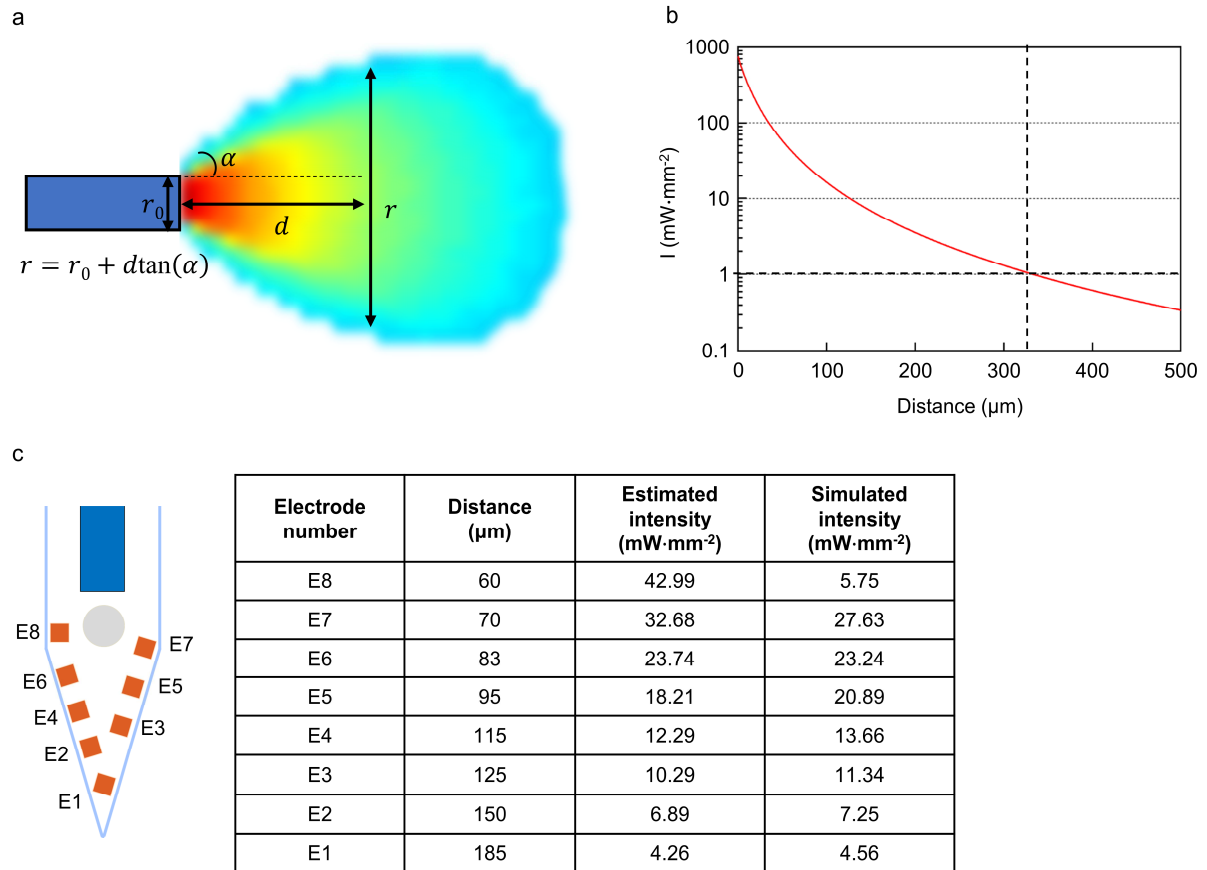 a
α
r₀
d
r
r = r₀ + dtan(α)
b
I (mW·mm⁻²)
1000
100
10
1
0.1
0 100 200 300 400 500
Distance (µm)
c
E8
E7
E6
E5
E4
E3
E2
E1
Electrode number Distance (µm) Estimated intensity (mW·mm⁻²) Simulated intensity (mW·mm⁻²)
E8 60 42.99 5.75
E7 70 32.68 27.63
E6 83 23.74 23.24
E5 95 18.21 20.89
E4 115 12.29 13.66
E3 125 10.29 11.34
E2 150 6.89 7.25
E1 185 4.26 4.56